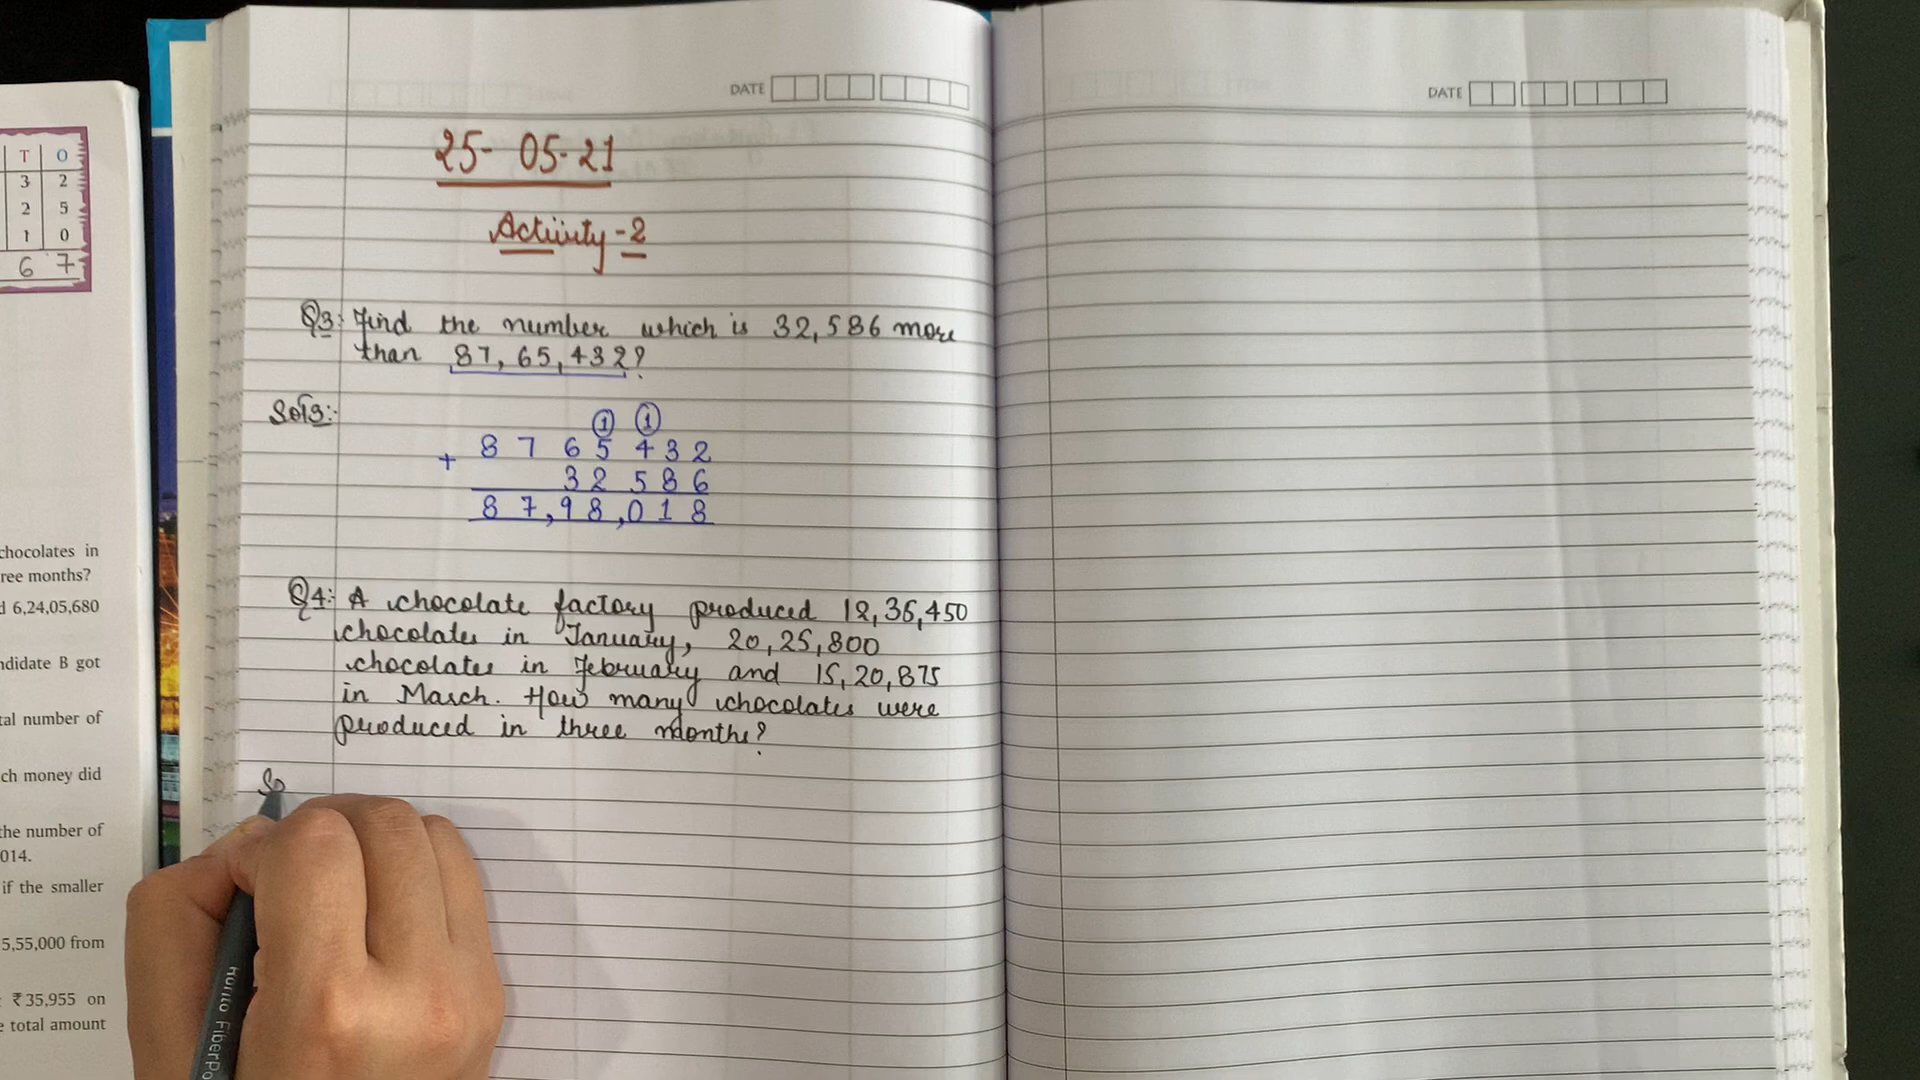 T O
3 2
2 5
1 0
6 7
chocolates in
ree months?
d 6,24,05,680
ndidate B got
tal number of
ch money did
the number of
014.
if the smaller
5,55,000 from
₹ 35,955 on
e total amount
DATE
25-05-21
Activity-2
Q3: Find the number which is 32,586 more
than 87,65,432?
Sol3:-
1 1
8 7 6 5 4 3 2
+ 3 2 5 8 6
8 7,9 8,0 1 8
Q4:- A chocolate factory produced 12,35,450
chocolates in January, 20,25,800
chocolates in February and 15,20,875
in March. How many chocolates were
produced in three months?
So
DATE